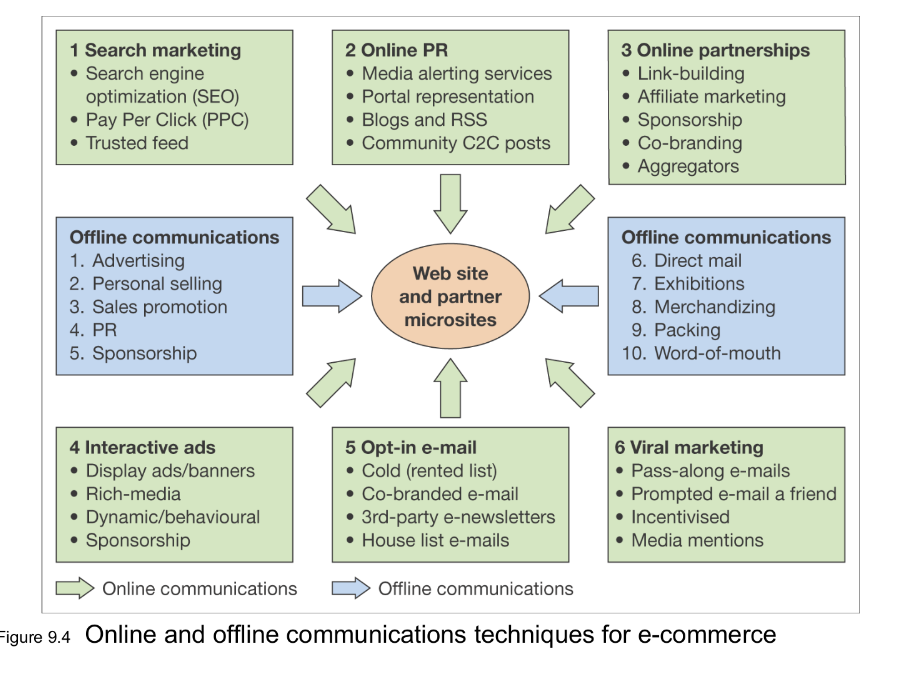 1 Search marketing
• Search engine
optimization (SEO)
• Pay Per Click (PPC)
• Trusted feed
2 Online PR
• Media alerting services
• Portal representation
• Blogs and RSS
• Community C2C posts
3 Online partnerships
• Link-building
• Affiliate marketing
• Sponsorship
• Co-branding
• Aggregators
Offline communications
1. Advertising
2. Personal selling
3. Sales promotion
4. PR
5. Sponsorship
Web site
and partner
microsites
Offline communications
6. Direct mail
7. Exhibitions
8. Merchandizing
9. Packing
10. Word-of-mouth
4 Interactive ads
• Display ads/banners
• Rich-media
• Dynamic/behavioural
• Sponsorship
5 Opt-in e-mail
• Cold (rented list)
• Co-branded e-mail
• 3rd-party e-newsletters
• House list e-mails
6 Viral marketing
• Pass-along e-mails
• Prompted e-mail a friend
• Incentivised
• Media mentions
Online communications
Offline communications
Figure 9.4 Online and offline communications techniques for e-commerce